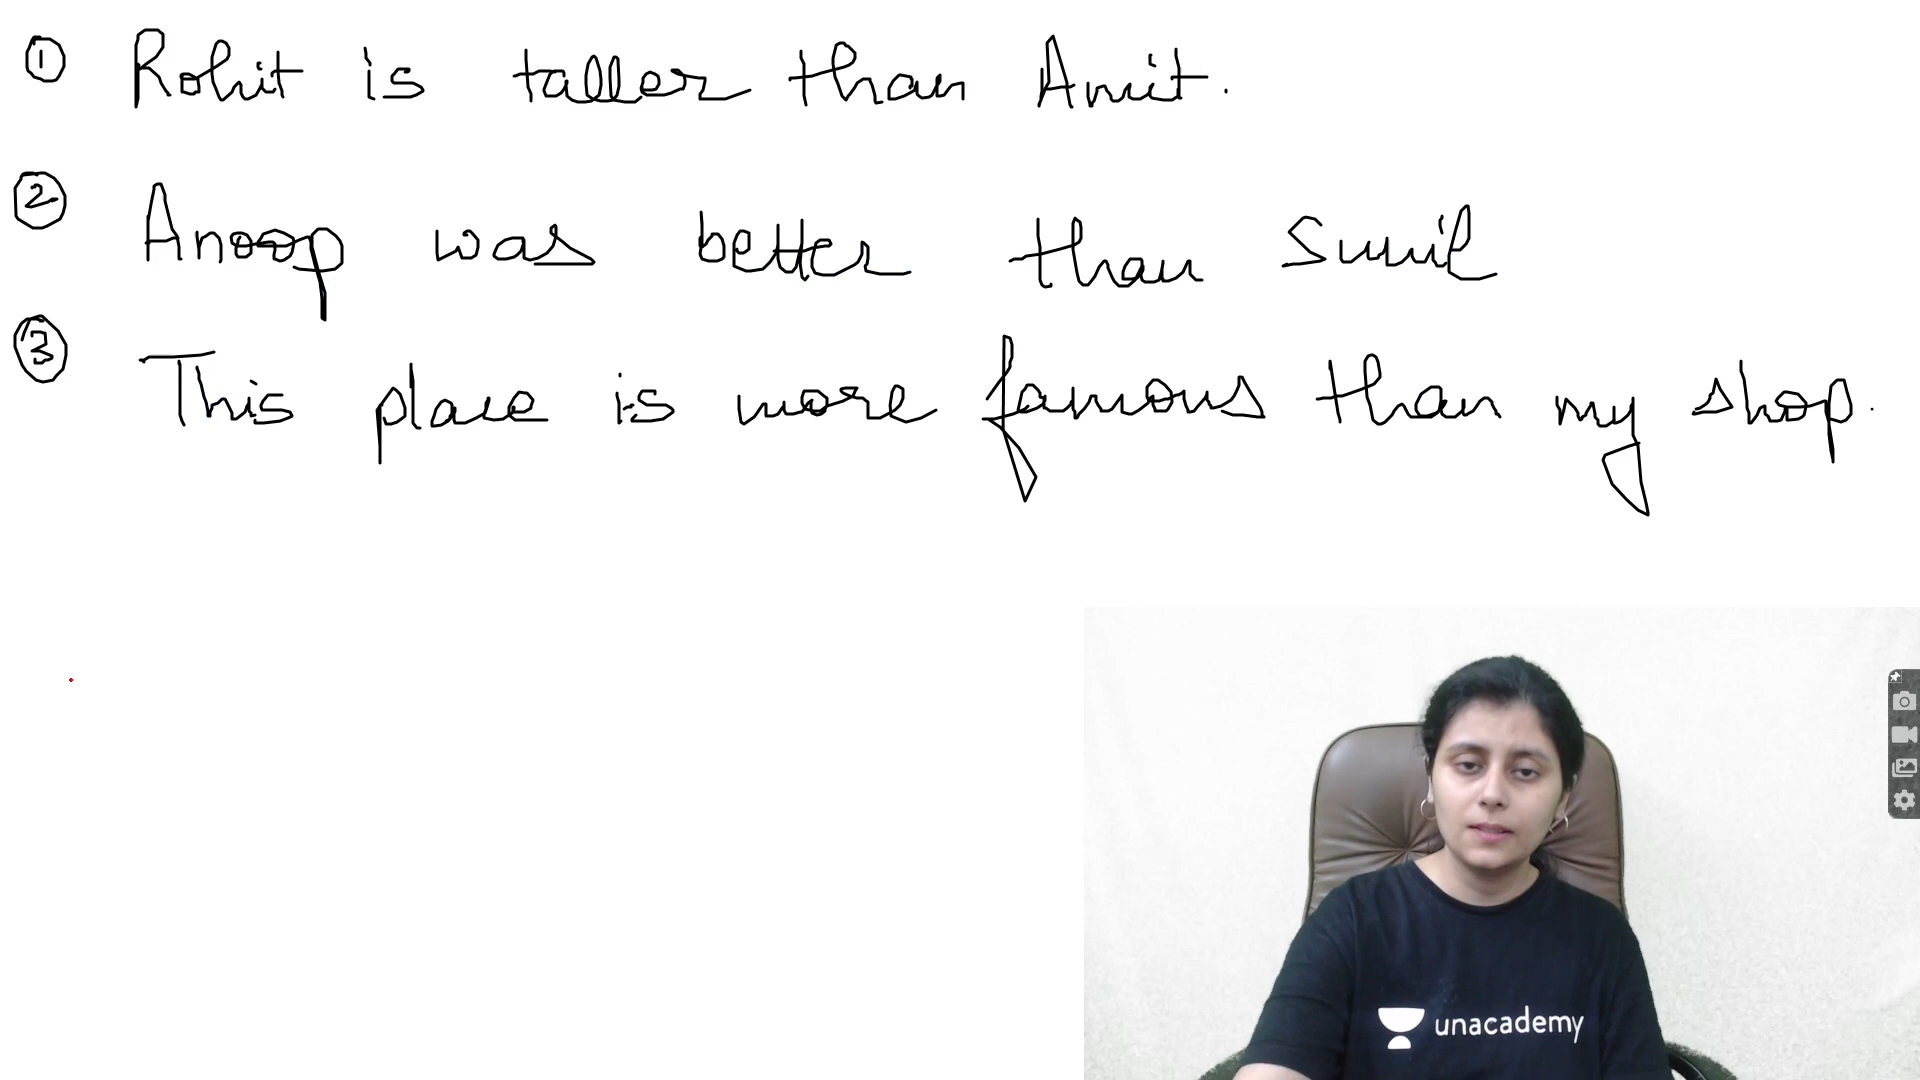 ① Rohit is taller than Amit.
② Anoop was better than Sunil
③ This place is more famous than my shop.
unacademy